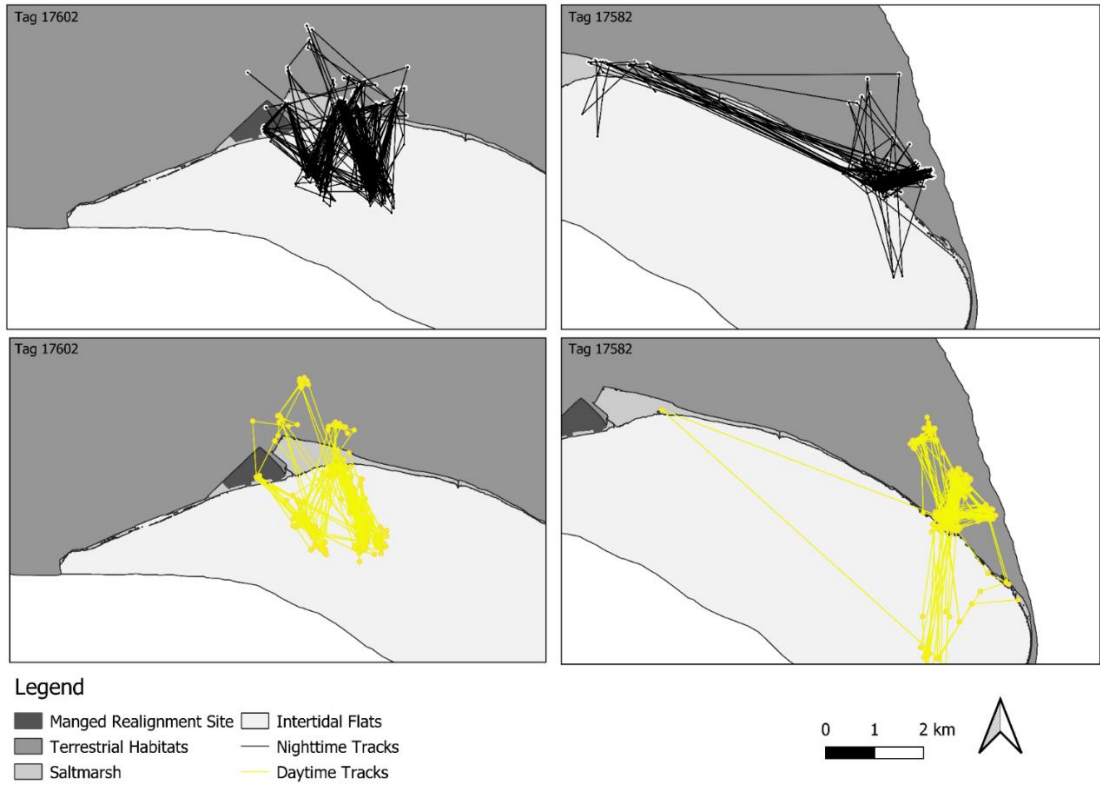 Tag 17602
Tag 17582
Tag 17602
Tag 17582
Legend
Manged Realignment Site
Intertidal Flats
Terrestrial Habitats
Nighttime Tracks
Saltmarsh
Daytime Tracks
0 1 2 km